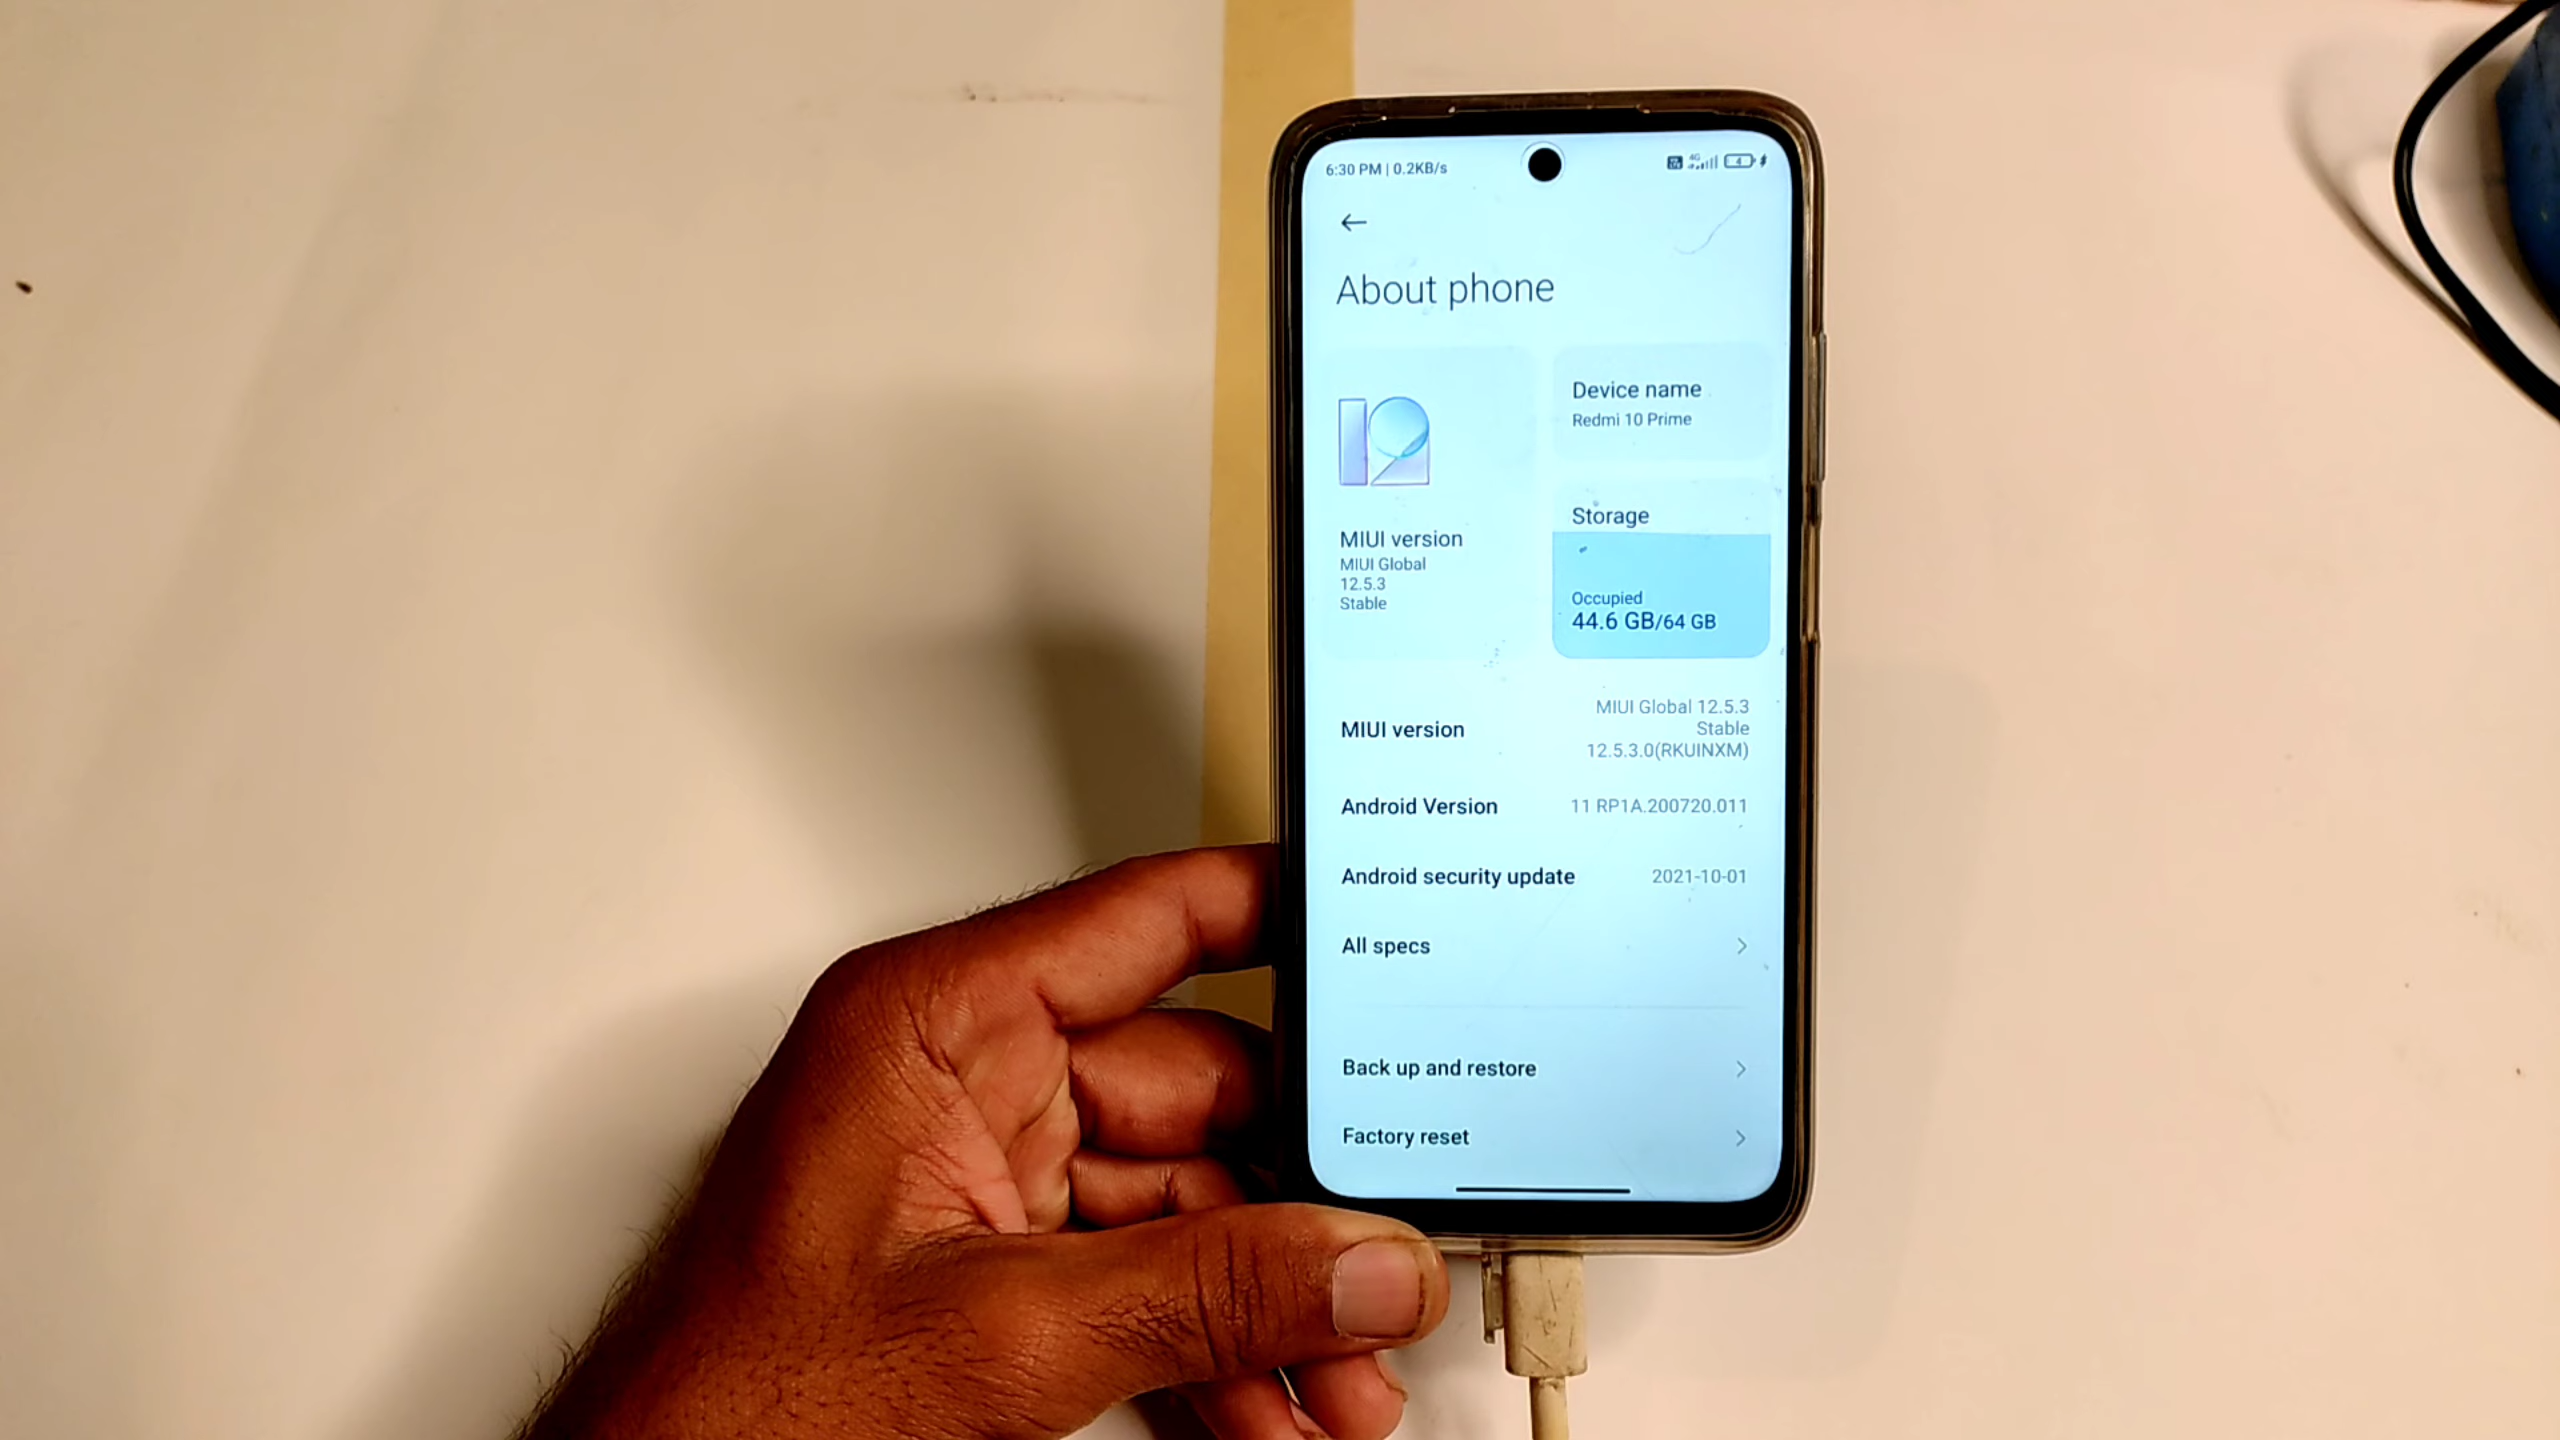 6:30 PM | 0.2KB/s
4G
4
About phone
12
MIUI version
MIUI Global
12.5.3
Stable
Device name
Redmi 10 Prime
Storage
Occupied
44.6 GB/64 GB
MIUI version
MIUI Global 12.5.3
Stable
12.5.3.0(RKUINXM)
Android Version
11 RP1A.200720.011
Android security update
2021-10-01
All specs
Back up and restore
Factory reset